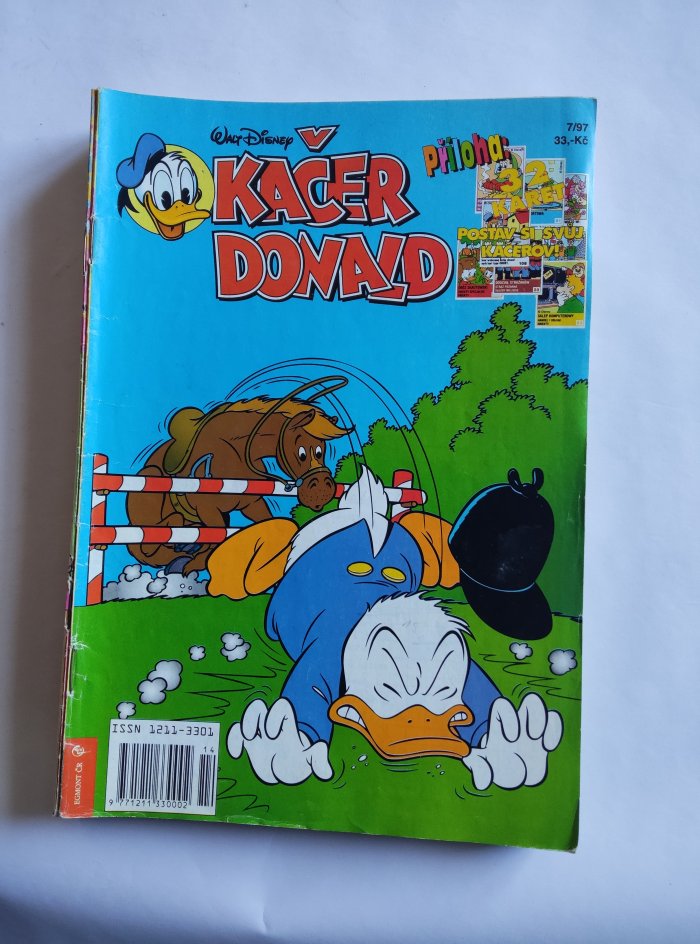 WALT DISNEY
KAČER
DONALD
7/97
33,-Kč
Příloha:
32
KARET
POSTAV SI SVŮJ
KAČEROV!
108
ISSN 1211-3301
14
9 771211 330002
EGMONT ČR